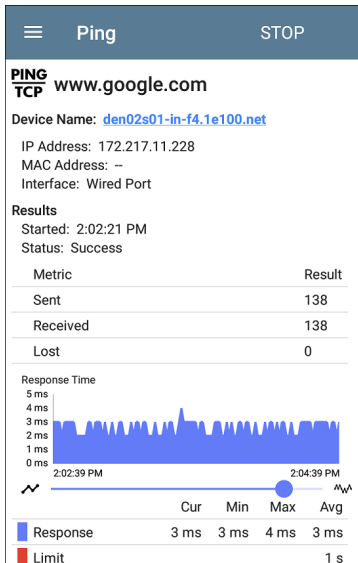 Ping STOP
PING
TCP
www.google.com
Device Name: den02s01-in-f4.1e100.net
IP Address: 172.217.11.228
MAC Address: --
Interface: Wired Port
Results
Started: 2:02:21 PM
Status: Success
Metric Result
Sent 138
Received 138
Lost 0
Response Time
5 ms
4 ms
3 ms
2 ms
1 ms
0 ms
2:02:39 PM 2:04:39 PM
Cur Min Max Avg
Response 3 ms 3 ms 4 ms 3 ms
Limit 1 s